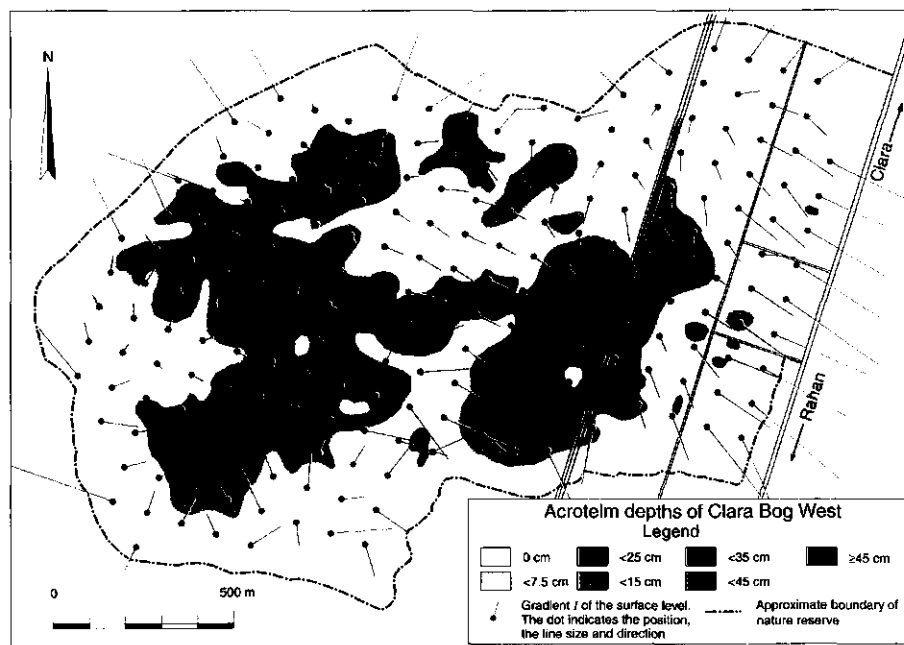 N
Clara
Rahan
0 500 m
Acrotelm depths of Clara Bog West
Legend
0 cm <25 cm <35 cm ≥45 cm
<7.5 cm <15 cm <45 cm
Gradient I of the surface level.
The dot indicates the position,
the line size and direction
Approximate boundary of
nature reserve